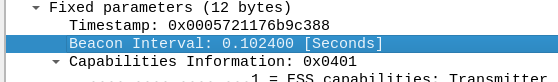 Fixed parameters (12 bytes)
Timestamp: 0x0005721176b9c388
Beacon Interval: 0.102400 [Seconds]
Capabilities Information: 0x0401
.... .... .... ...1 = ESS capabilities: Transmitter